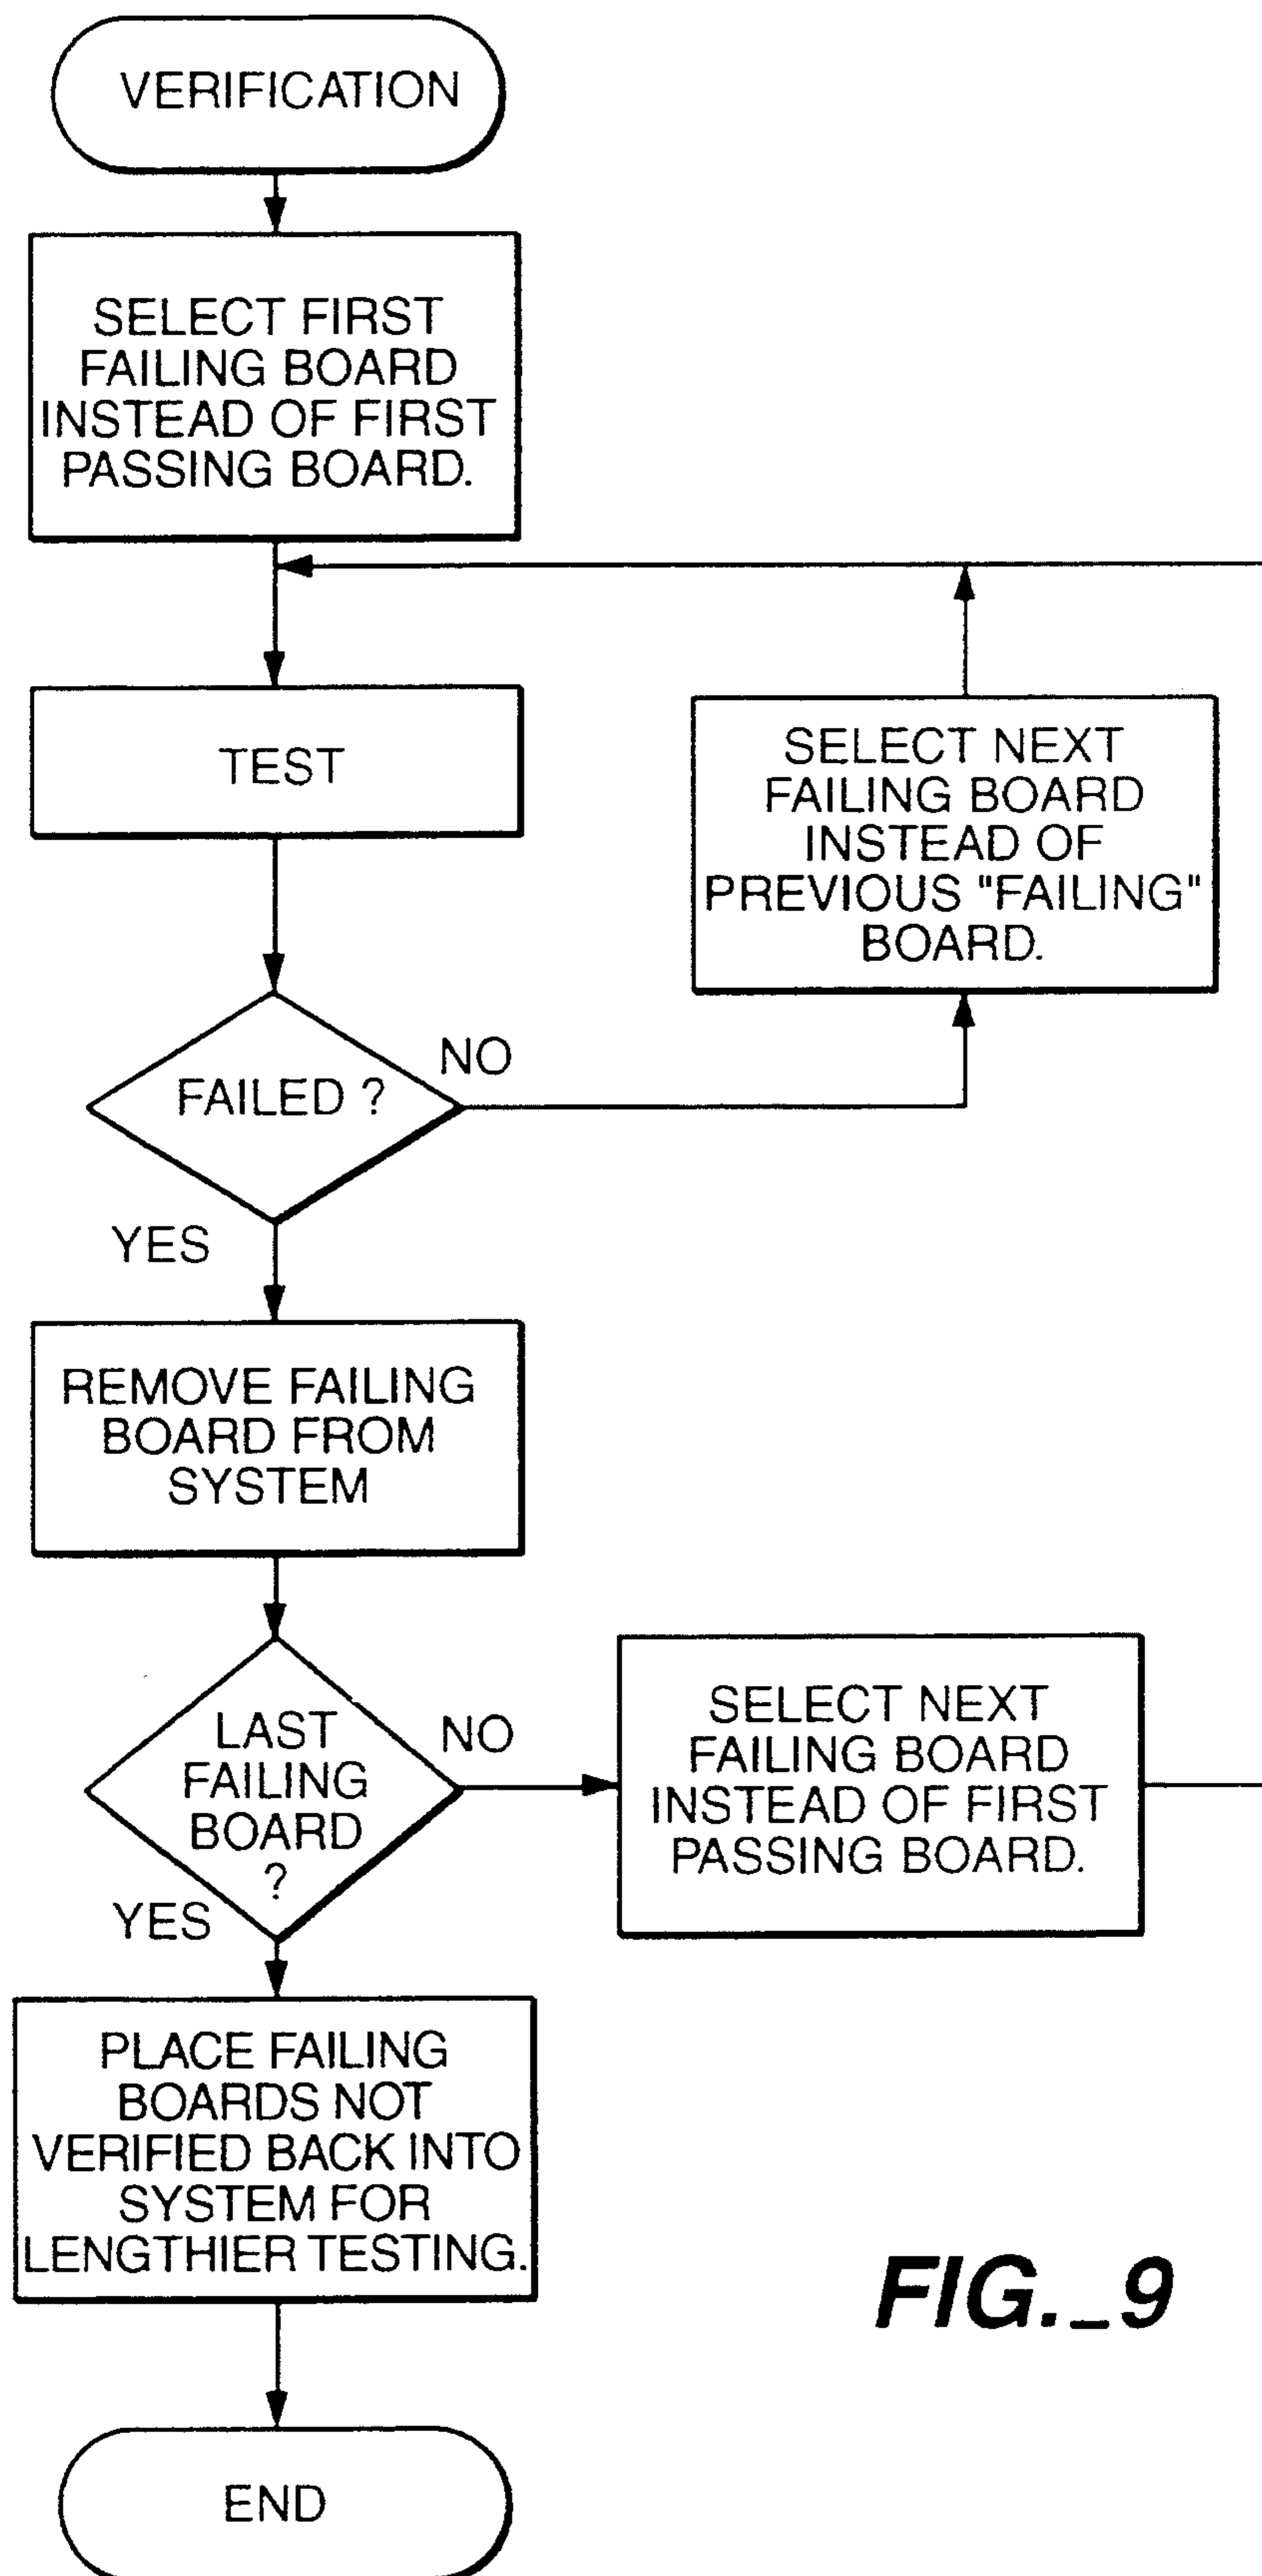 VERIFICATION
SELECT FIRST
FAILING BOARD
INSTEAD OF FIRST
PASSING BOARD.
TEST
SELECT NEXT
FAILING BOARD
INSTEAD OF
PREVIOUS "FAILING"
BOARD.
FAILED ?
NO
YES
REMOVE FAILING
BOARD FROM
SYSTEM
LAST
FAILING
BOARD
?
NO
YES
SELECT NEXT
FAILING BOARD
INSTEAD OF FIRST
PASSING BOARD.
PLACE FAILING
BOARDS NOT
VERIFIED BACK INTO
SYSTEM FOR
LENGTHIER TESTING.
END
FIG._9